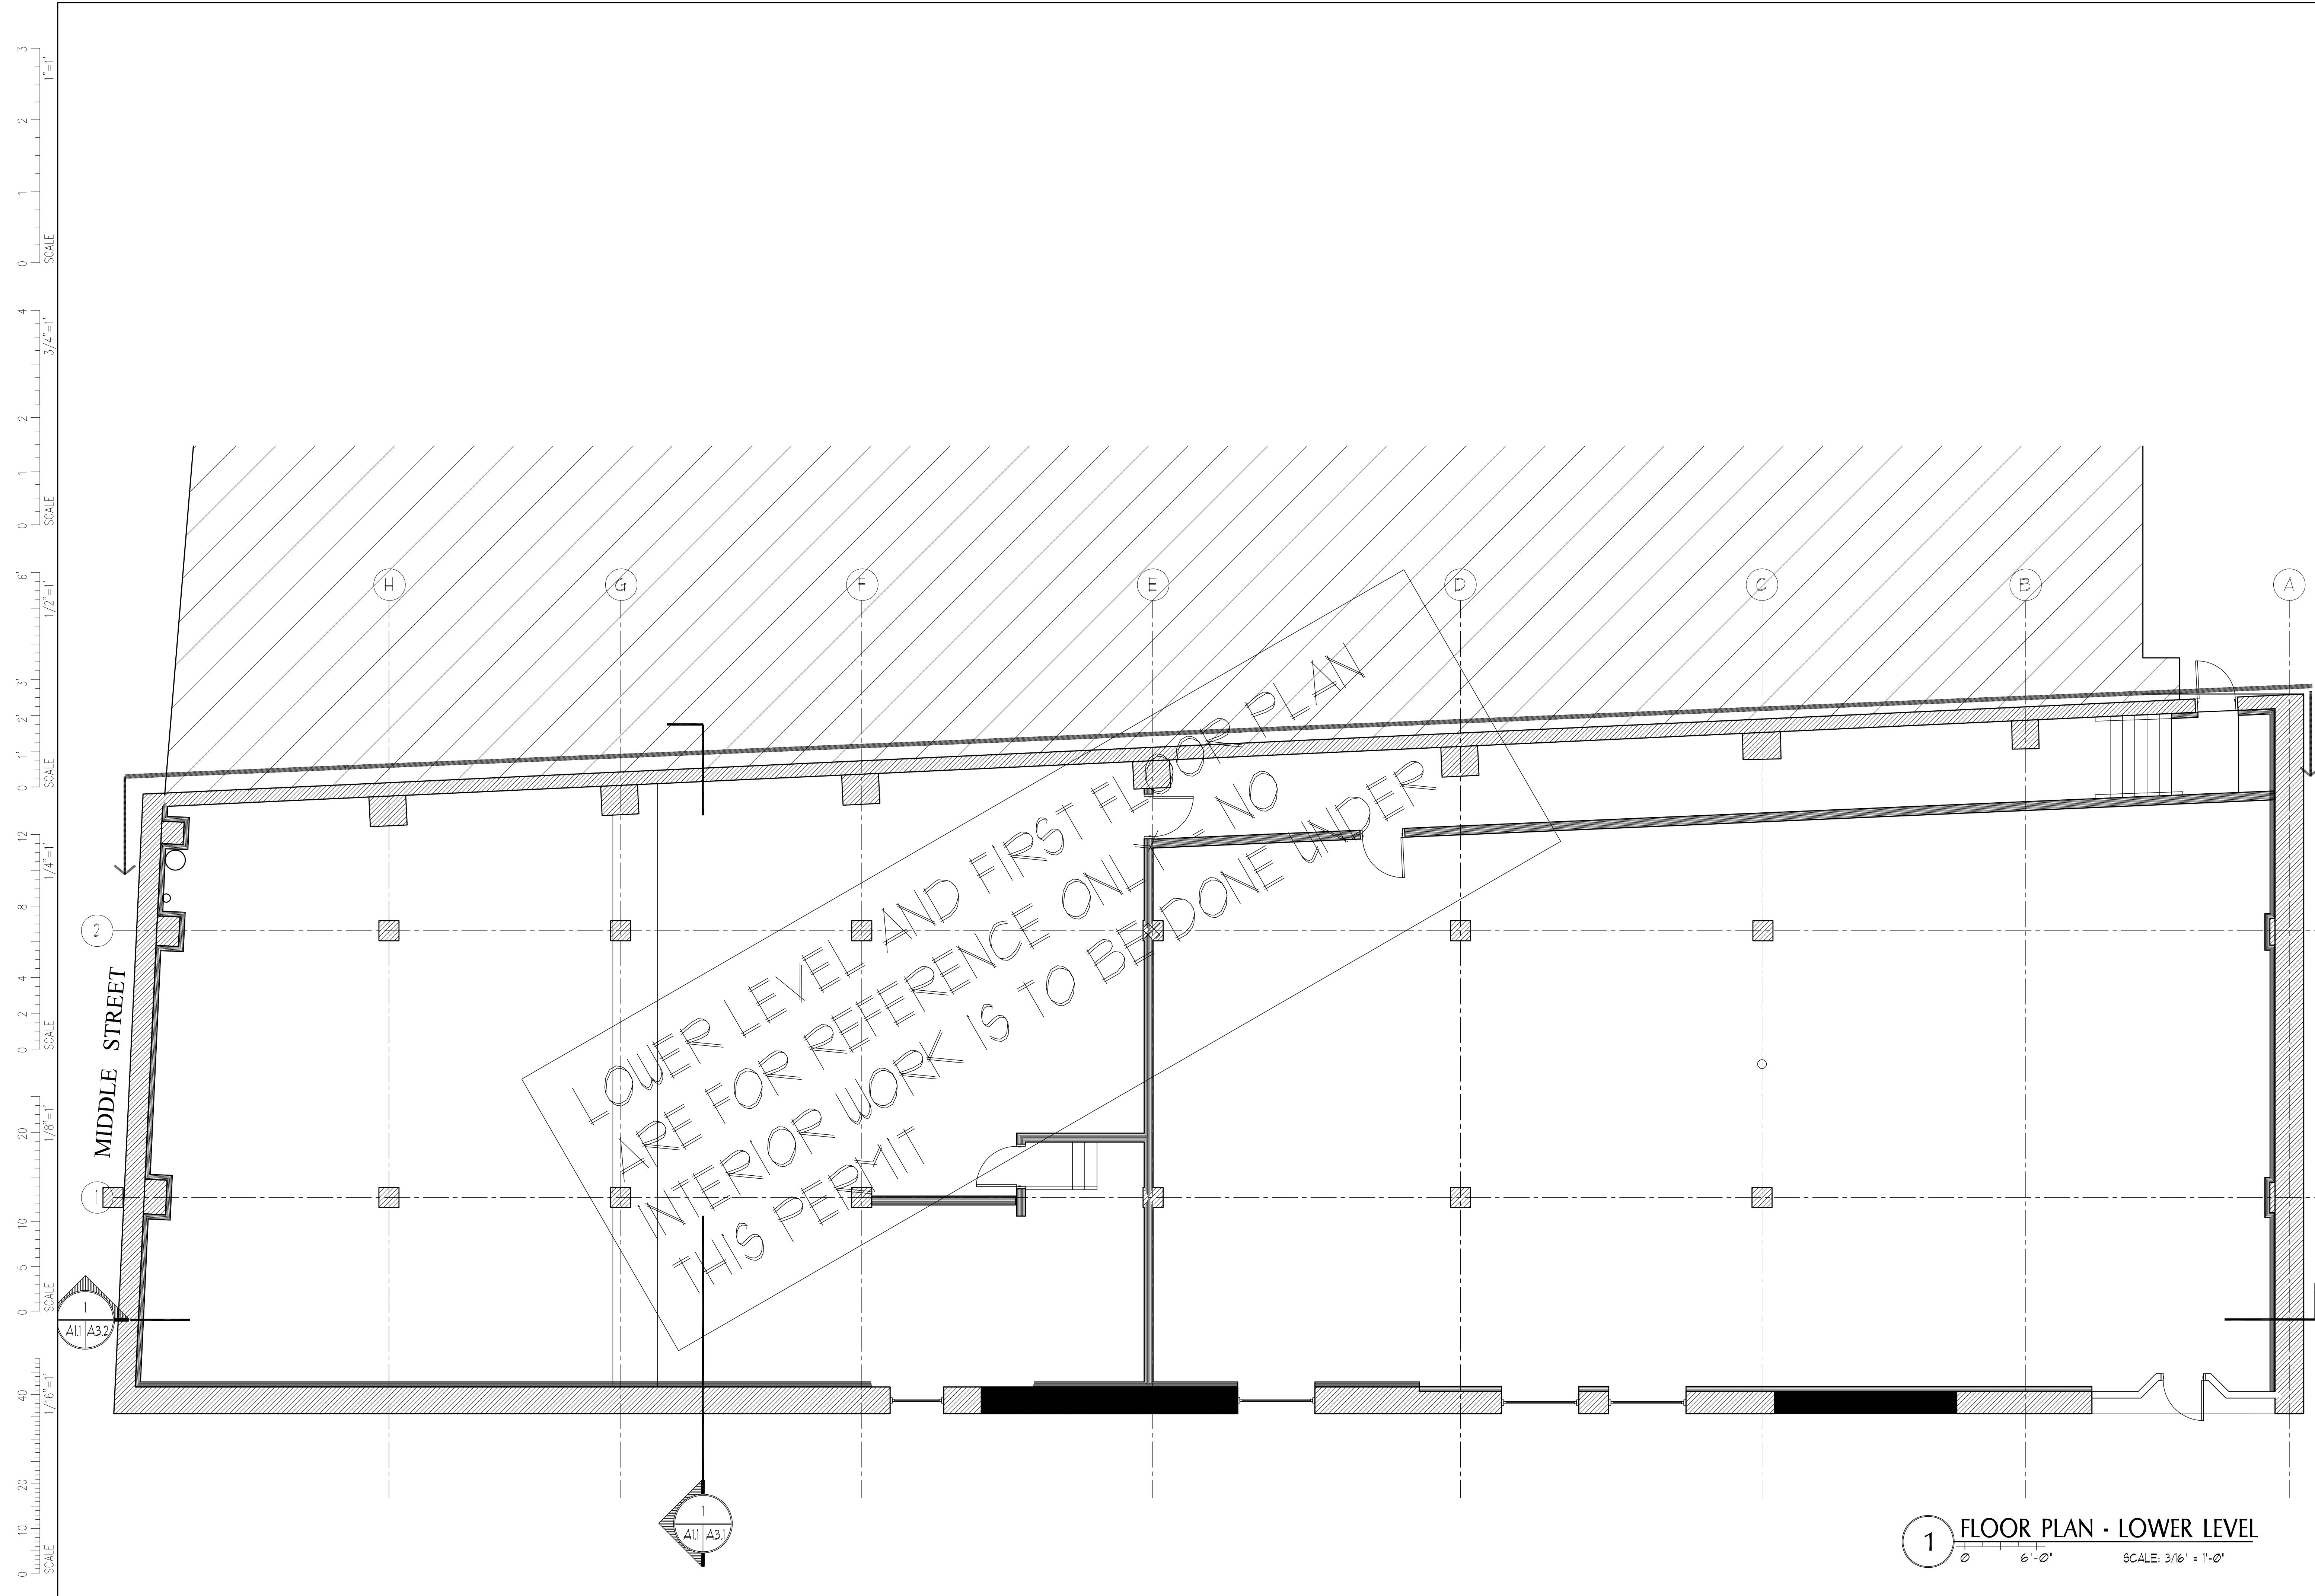 3
2
1
0
SCALE
1"=1'
4
2
1
0
SCALE
3/4"=1'
6'
3'
2'
1'
0
SCALE
1/2"=1'
12
8
4
2
0
SCALE
1/4"=1'
20
10
5
0
SCALE
1/8"=1'
40
20
10
0
SCALE
1/16"=1'
H
G
F
E
D
C
B
A
2
1
MIDDLE STREET
LOWER LEVEL AND FIRST FLOOR PLAN
ARE FOR REFERENCE ONLY - NO
INTERIOR WORK IS TO BE DONE UNDER
THIS PERMIT
1
A1.1 A3.2
1
A1.1 A3.1
1
FLOOR PLAN - LOWER LEVEL
0 6'-0"
SCALE: 3/16" = 1'-0"